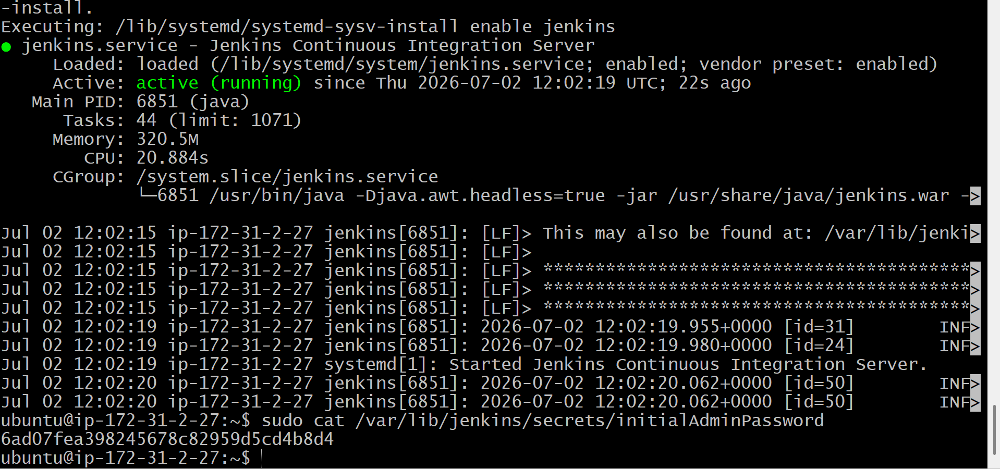 -install.
Executing: /lib/systemd/systemd-sysv-install enable jenkins
● jenkins.service - Jenkins Continuous Integration Server
     Loaded: loaded (/lib/systemd/system/jenkins.service; enabled; vendor preset: enabled)
     Active: active (running) since Thu 2026-07-02 12:02:19 UTC; 22s ago
   Main PID: 6851 (java)
      Tasks: 44 (limit: 1071)
     Memory: 320.5M
        CPU: 20.884s
     CGroup: /system.slice/jenkins.service
             └─6851 /usr/bin/java -Djava.awt.headless=true -jar /usr/share/java/jenkins.war ->
Jul 02 12:02:15 ip-172-31-2-27 jenkins[6851]: [LF]> This may also be found at: /var/lib/jenki>
Jul 02 12:02:15 ip-172-31-2-27 jenkins[6851]: [LF]>
Jul 02 12:02:15 ip-172-31-2-27 jenkins[6851]: [LF]> *****************************************>
Jul 02 12:02:15 ip-172-31-2-27 jenkins[6851]: [LF]> *****************************************>
Jul 02 12:02:15 ip-172-31-2-27 jenkins[6851]: [LF]> *****************************************>
Jul 02 12:02:19 ip-172-31-2-27 jenkins[6851]: 2026-07-02 12:02:19.955+0000 [id=31]        INF>
Jul 02 12:02:19 ip-172-31-2-27 jenkins[6851]: 2026-07-02 12:02:19.980+0000 [id=24]        INF>
Jul 02 12:02:19 ip-172-31-2-27 systemd[1]: Started Jenkins Continuous Integration Server.
Jul 02 12:02:20 ip-172-31-2-27 jenkins[6851]: 2026-07-02 12:02:20.062+0000 [id=50]        INF>
Jul 02 12:02:20 ip-172-31-2-27 jenkins[6851]: 2026-07-02 12:02:20.062+0000 [id=50]        INF>
ubuntu@ip-172-31-2-27:~$ sudo cat /var/lib/jenkins/secrets/initialAdminPassword
6ad07fea398245678c82959d5cd4b8d4
ubuntu@ip-172-31-2-27:~$